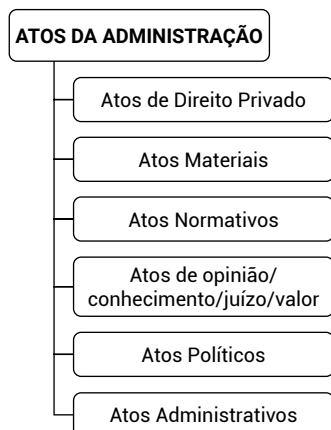 ATOS DA ADMINISTRAÇÃO
Atos de Direito Privado
Atos Materiais
Atos Normativos
Atos de opinião/
conhecimento/juízo/valor
Atos Políticos
Atos Administrativos